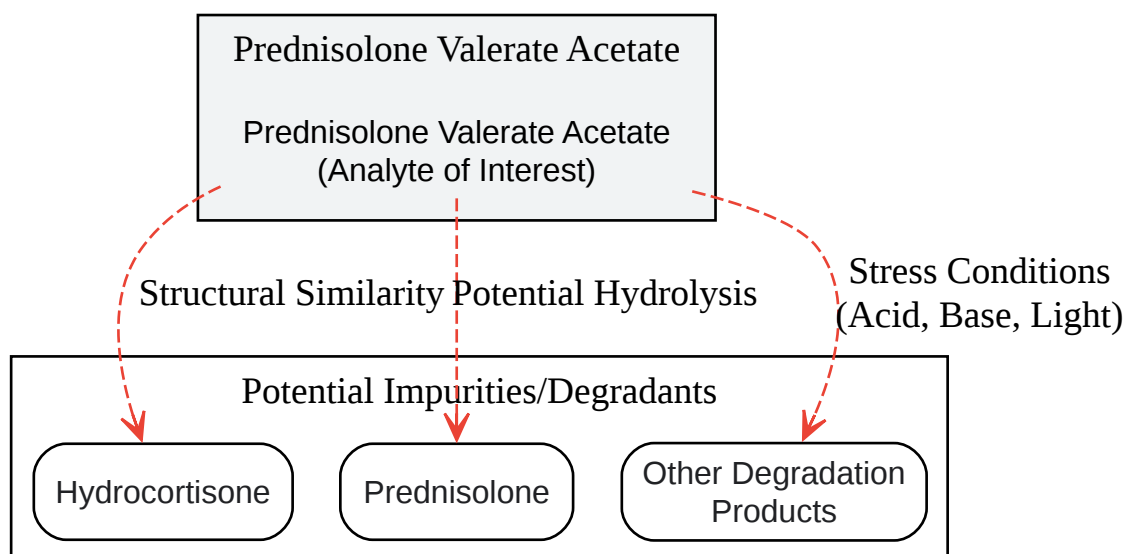 Prednisolone Valerate Acetate
Prednisolone Valerate Acetate
(Analyte of Interest)
Structural Similarity
Potential Hydrolysis
Stress Conditions
(Acid, Base, Light)
Potential Impurities/Degradants
Hydrocortisone
Prednisolone
Other Degradation
Products